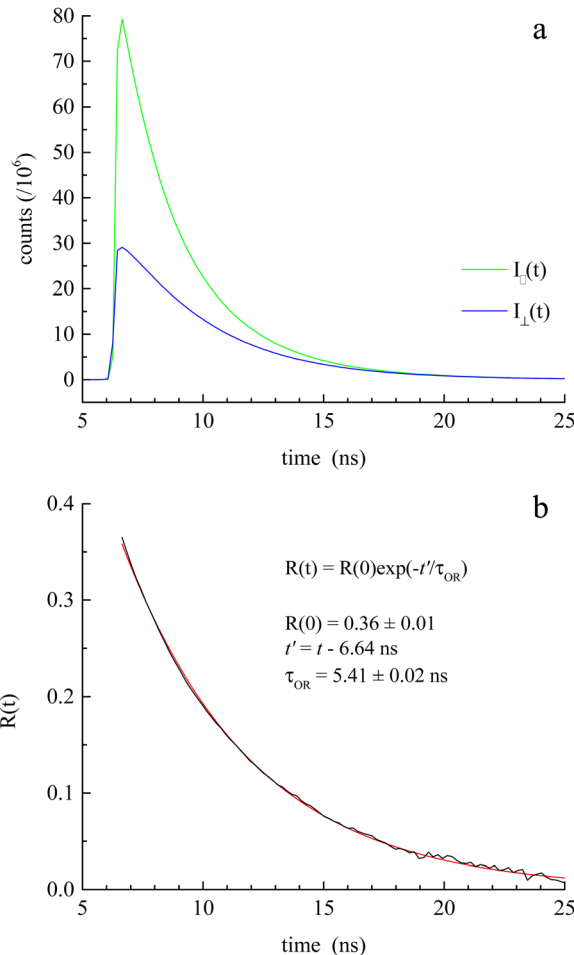 a
80
70
60
50
40
30
20
10
0
counts (/10⁶)
I▯(t)
I⊥(t)
5 10 15 20 25
time (ns)
b
0.4
0.3
0.2
0.1
0.0
R(t)
R(t) = R(0)exp(-t′/τOR)
R(0) = 0.36 ± 0.01
t′ = t - 6.64 ns
τOR = 5.41 ± 0.02 ns
5 10 15 20 25
time (ns)